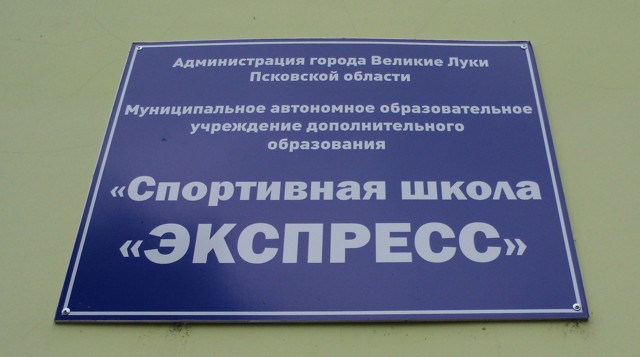 Администрация города Великие Луки
Псковской области
Муниципальное автономное образовательное
учреждение дополнительного
образования
«Спортивная школа
«ЭКСПРЕСС»